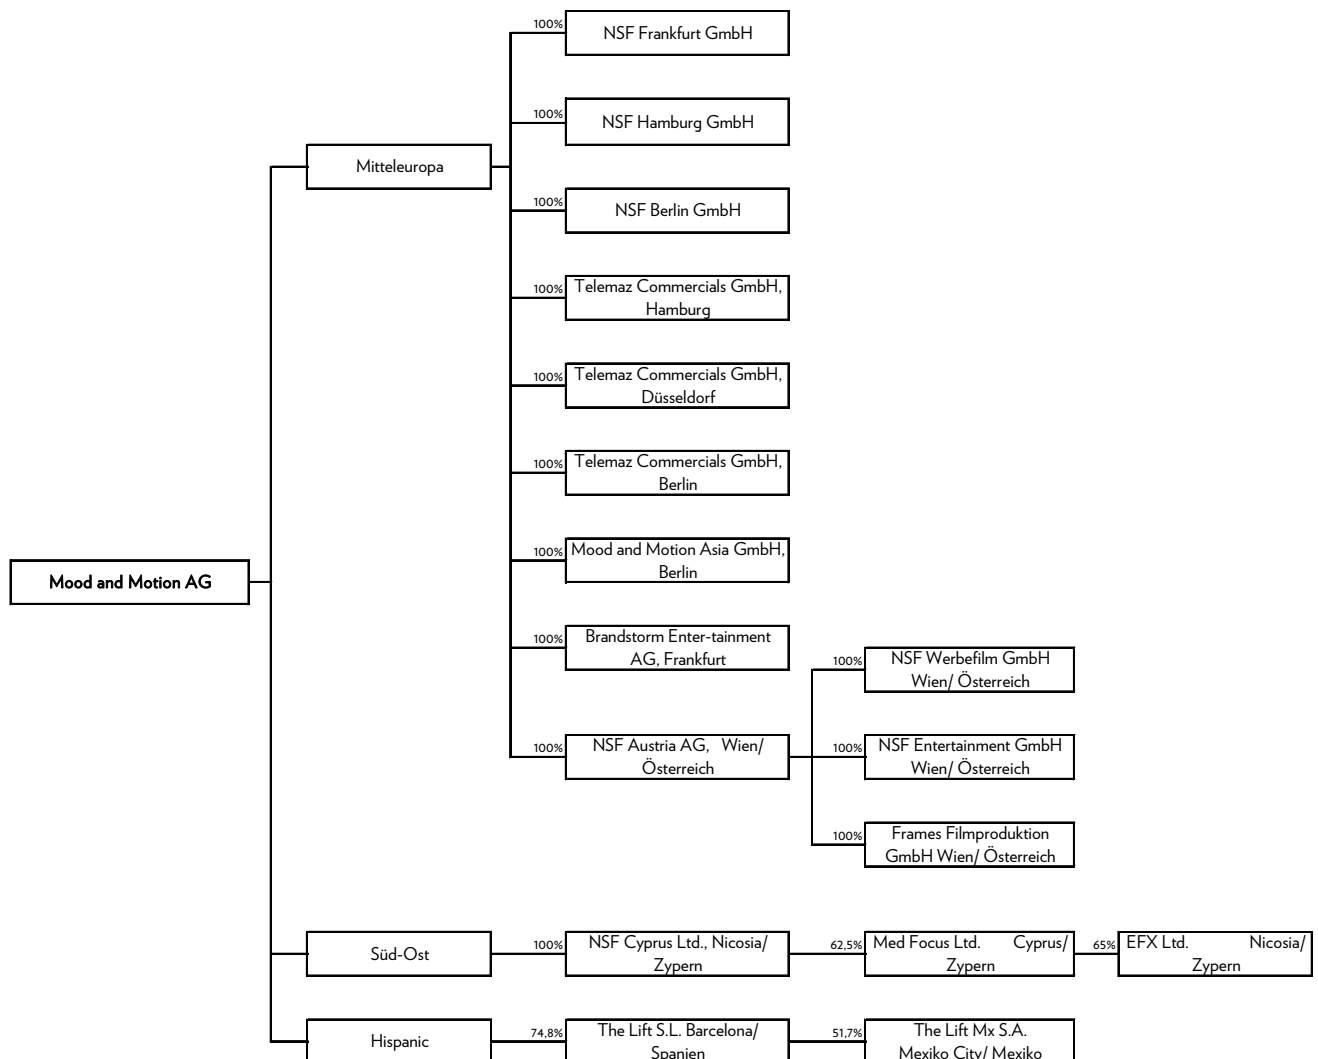 100%
NSF Frankfurt GmbH
100%
NSF Hamburg GmbH
Mitteleuropa
100%
NSF Berlin GmbH
100%
Telemaz Commercials GmbH,
Hamburg
100%
Telemaz Commercials GmbH,
Düsseldorf
100%
Telemaz Commercials GmbH,
Berlin
100%
Mood and Motion Asia GmbH,
Berlin
Mood and Motion AG
100%
Brandstorm Enter-tainment
AG, Frankfurt
100%
NSF Werbefilm GmbH
Wien/ Österreich
100%
NSF Austria AG, Wien/
Österreich
100%
NSF Entertainment GmbH
Wien/ Österreich
100%
Frames Filmproduktion
GmbH Wien/ Österreich
Süd-Ost
100%
NSF Cyprus Ltd., Nicosia/
Zypern
62,5%
Med Focus Ltd. Cyprus/
Zypern
65%
EFX Ltd. Nicosia/
Zypern
Hispanic
74,8%
The Lift S.L. Barcelona/
Spanien
51,7%
The Lift Mx S.A.
Mexiko City/ Mexiko